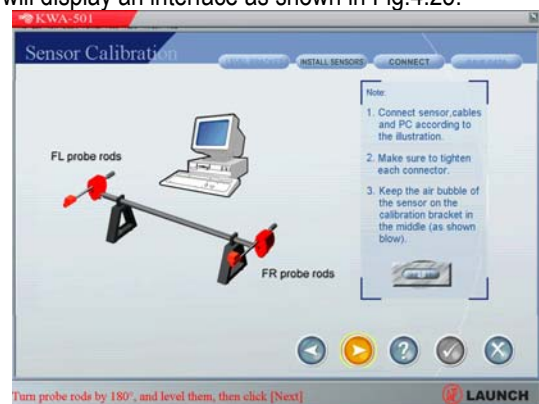 will display an interface as shown in Fig.4.28.
KWA-501
Sensor Calibration
INSTALL SENSORS
CONNECT
Note:
1. Connect sensor,cables
and PC according to
the illustration.
2. Make sure to tighten
each connector.
3. Keep the air bubble of
the sensor on the
calibration bracket in
the middle (as shown
blow).
FL probe rods
FR probe rods
Turn probe rods by 180°, and level them, then click [Next]
LAUNCH